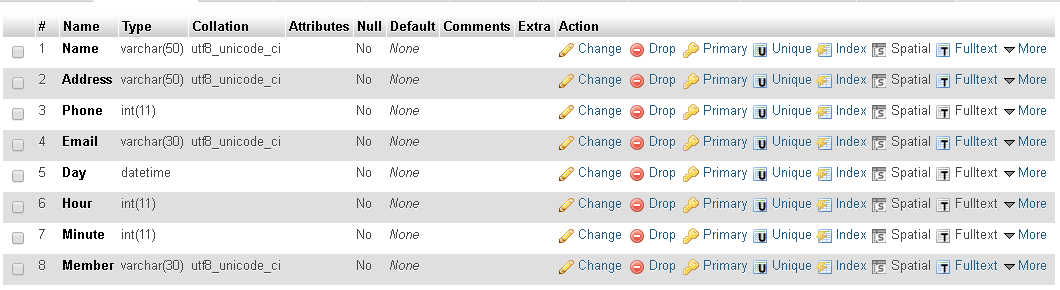 # Name Type Collation Attributes Null Default Comments Extra Action
1 Name varchar(50) utf8_unicode_ci No None Change Drop Primary Unique Index Spatial Fulltext More
2 Address varchar(50) utf8_unicode_ci No None Change Drop Primary Unique Index Spatial Fulltext More
3 Phone int(11) No None Change Drop Primary Unique Index Spatial Fulltext More
4 Email varchar(30) utf8_unicode_ci No None Change Drop Primary Unique Index Spatial Fulltext More
5 Day datetime No None Change Drop Primary Unique Index Spatial Fulltext More
6 Hour int(11) No None Change Drop Primary Unique Index Spatial Fulltext More
7 Minute int(11) No None Change Drop Primary Unique Index Spatial Fulltext More
8 Member varchar(30) utf8_unicode_ci No None Change Drop Primary Unique Index Spatial Fulltext More